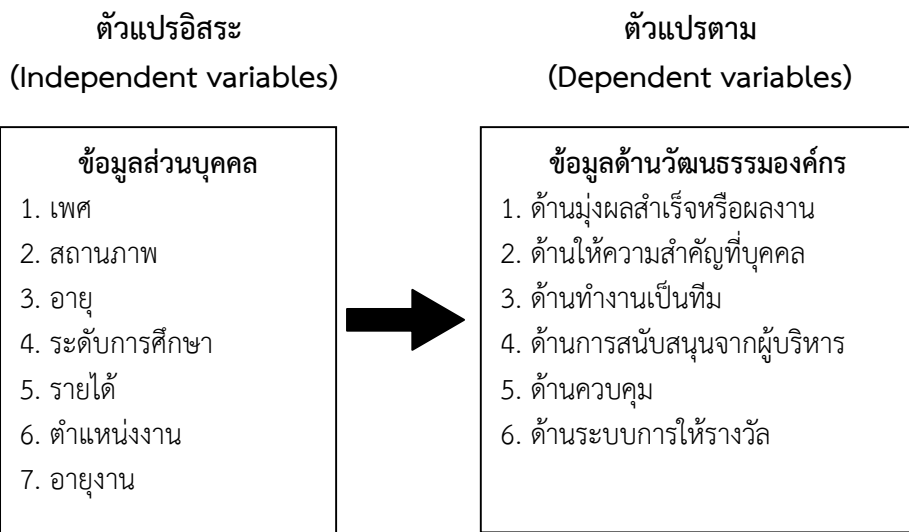 ตัวแปรอิสระ
(Independent variables)
ข้อมูลส่วนบุคคล
1. เพศ
2. สถานภาพ
3. อายุ
4. ระดับการศึกษา
5. รายได้
6. ตำแหน่งงาน
7. อายุงาน
ตัวแปรตาม
(Dependent variables)
ข้อมูลด้านวัฒนธรรมองค์กร
1. ด้านมุ่งผลสำเร็จหรือผลงาน
2. ด้านให้ความสำคัญที่บุคคล
3. ด้านทำงานเป็นทีม
4. ด้านการสนับสนุนจากผู้บริหาร
5. ด้านควบคุม
6. ด้านระบบการให้รางวัล